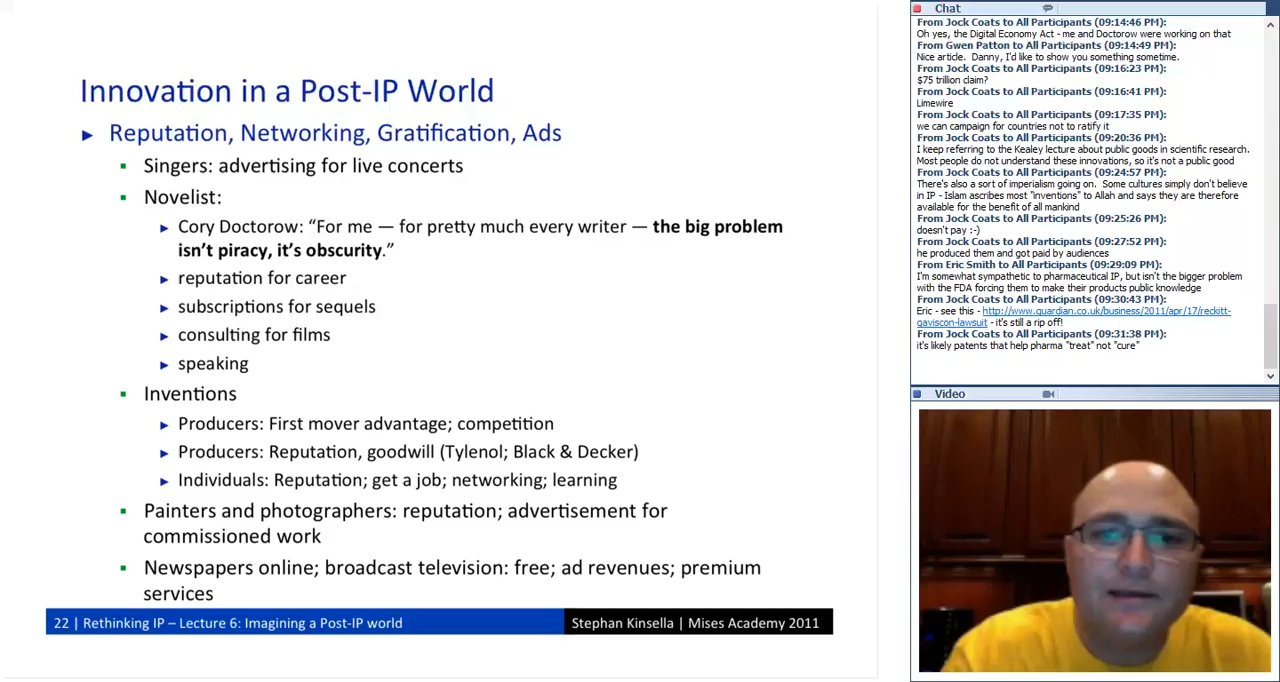 Innovation in a Post-IP World
► Reputation, Networking, Gratification, Ads
▪ Singers: advertising for live concerts
▪ Novelist:
► Cory Doctorow: “For me — for pretty much every writer — the big problem
isn’t piracy, it’s obscurity.”
► reputation for career
► subscriptions for sequels
► consulting for films
► speaking
▪ Inventions
► Producers: First mover advantage; competition
► Producers: Reputation, goodwill (Tylenol; Black & Decker)
► Individuals: Reputation; get a job; networking; learning
▪ Painters and photographers: reputation; advertisement for
commissioned work
▪ Newspapers online; broadcast television: free; ad revenues; premium
services
22 | Rethinking IP – Lecture 6: Imagining a Post-IP world
Stephan Kinsella | Mises Academy 2011
Chat
From Jock Coats to All Participants (09:14:46 PM):
Oh yes, the Digital Economy Act - me and Doctorow were working on that
From Gwen Patton to All Participants (09:14:49 PM):
Nice article. Danny, I'd like to show you something sometime.
From Jock Coats to All Participants (09:16:23 PM):
$75 trillion claim?
From Jock Coats to All Participants (09:16:41 PM):
Limewire
From Jock Coats to All Participants (09:17:35 PM):
we can campaign for countries not to ratify it
From Jock Coats to All Participants (09:20:36 PM):
I keep referring to the Kealey lecture about public goods in scientific research.
Most people do not understand these innovations, so it's not a public good
From Jock Coats to All Participants (09:24:57 PM):
There's also a sort of imperialism going on. Some cultures simply don't believe
in IP - Islam ascribes most "inventions" to Allah and says they are therefore
available for the benefit of all mankind
From Jock Coats to All Participants (09:25:26 PM):
doesn't pay :-)
From Jock Coats to All Participants (09:27:52 PM):
he produced them and got paid by audiences
From Eric Smith to All Participants (09:29:09 PM):
I'm somewhat sympathetic to pharmaceutical IP, but isn't the bigger problem
with the FDA forcing them to make their products public knowledge
From Jock Coats to All Participants (09:30:43 PM):
Eric - see this - http://www.guardian.co.uk/business/2011/apr/17/reckitt-
gaviscon-lawsuit - it's still a rip off!
From Jock Coats to All Participants (09:31:38 PM):
it's likely patents that help pharma "treat" not "cure"
Video